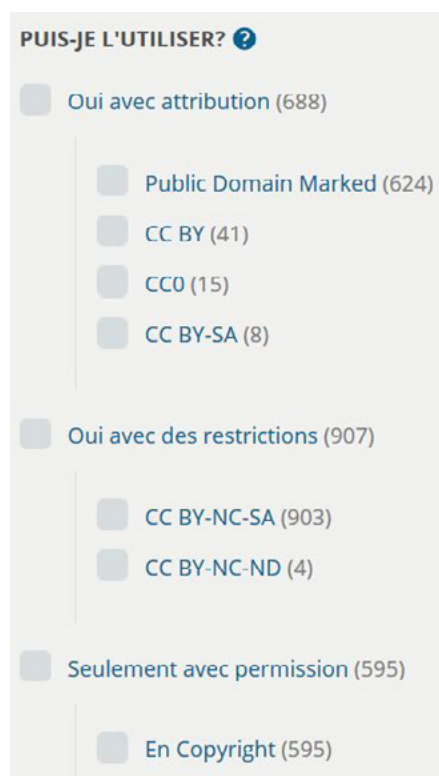 PUIS-JE L'UTILISER? ?
Oui avec attribution (688)
Public Domain Marked (624)
CC BY (41)
CC0 (15)
CC BY-SA (8)
Oui avec des restrictions (907)
CC BY-NC-SA (903)
CC BY-NC-ND (4)
Seulement avec permission (595)
En Copyright (595)